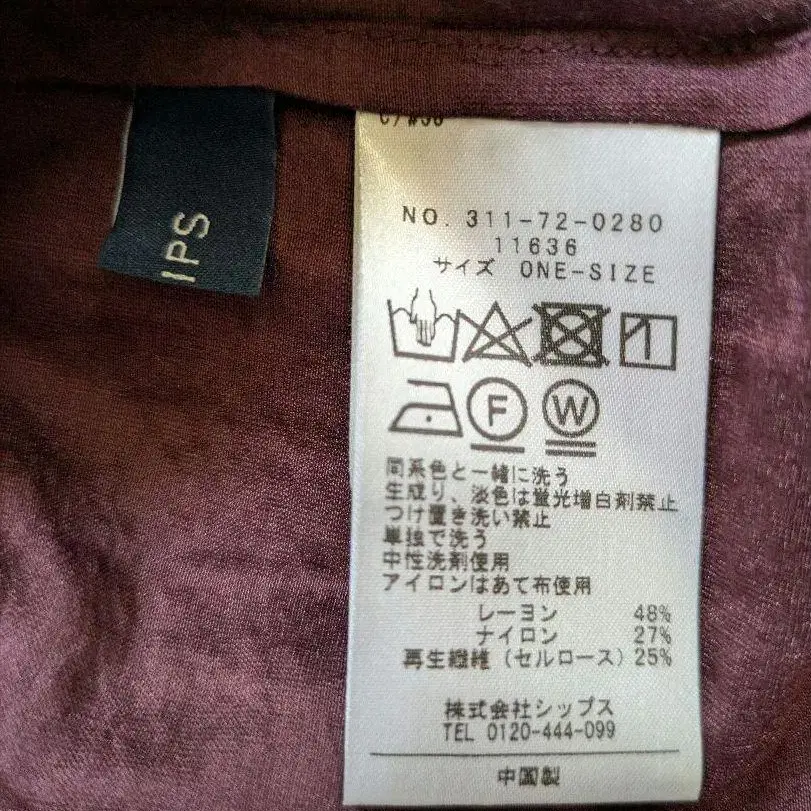 IPS
NO. 311-72-0280
11636
サイズ ONE-SIZE
F W
同系色と一緒に洗う
生成り、淡色は蛍光増白剤禁止
つけ置き洗い禁止
単独で洗う
中性洗剤使用
アイロンはあて布使用
レーヨン 48%
ナイロン 27%
再生繊維(セルロース)25%
株式会社シップス
TEL 0120-444-099
中国製